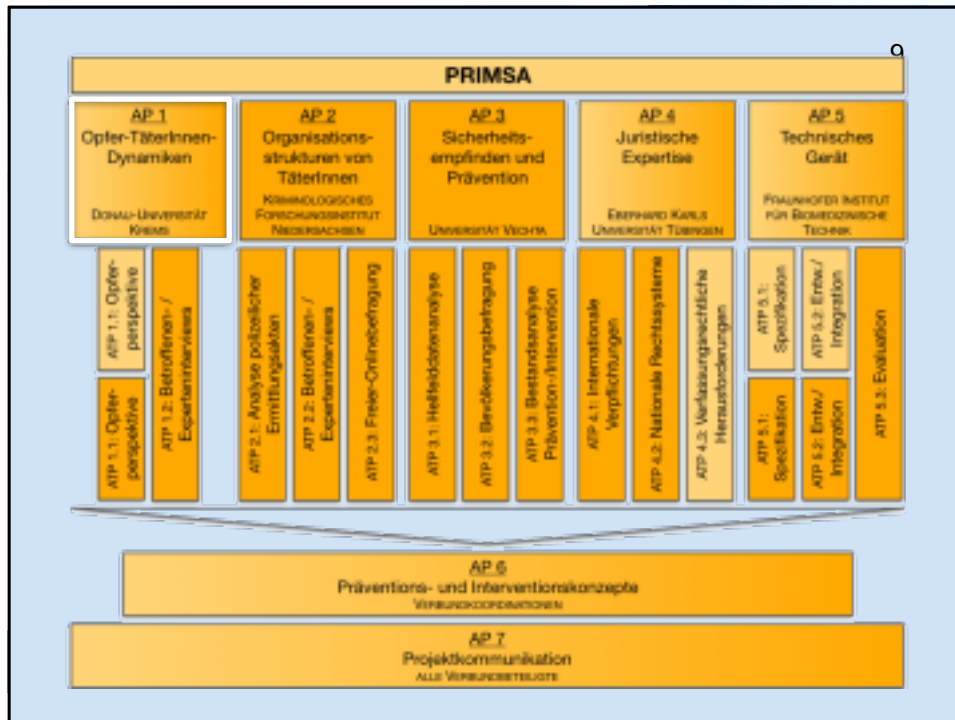 9
PRIMSA
AP 1
Opfer-TäterInnen-
Dynamiken
DONAU-UNIVERSITÄT
KREMS
AP 2
Organisations-
strukturen von
TäterInnen
KRIMINOLOGISCHES
FORSCHUNGSINSTITUT
NIEDERSACHSEN
AP 3
Sicherheits-
empfinden und
Prävention
UNIVERSITÄT VECHTA
AP 4
Juristische
Expertise
EBERHARD KARLS
UNIVERSITÄT TÜBINGEN
AP 5
Technisches
Gerät
FRAUNHOFER INSTITUT
FÜR BIOMEDIZINISCHE
TECHNIK
ATP 1.1: Opfer-
perspektive
ATP 1.1: Opfer-
perspektive
ATP 1.2: Betroffenen-/
Experteninterviews
ATP 2.1: Analyse polizeilicher
Ermittlungsakten
ATP 2.2: Betroffenen-/
Experteninterviews
ATP 2.3: Freier-Onlinebefragung
ATP 3.1: Hellfelddatenanalyse
ATP 3.2: Bevölkerungsbefragung
ATP 3.3: Bestandsanalyse
Prävention-/Intervention
ATP 4.1: Internationale
Verpflichtungen
ATP 4.2: Nationale Rechtssysteme
ATP 4.3: Verfassungsrechtliche
Herausforderungen
ATP 5.1:
Spezifikation
ATP 5.1:
Spezifikation
ATP 5.2: Entw./
Integration
ATP 5.2: Entw./
Integration
ATP 5.3: Evaluation
AP 6
Präventions- und Interventionskonzepte
VERBUNDKOORDINATIONEN
AP 7
Projektkommunikation
ALLE VERBUNDBETEILIGTE